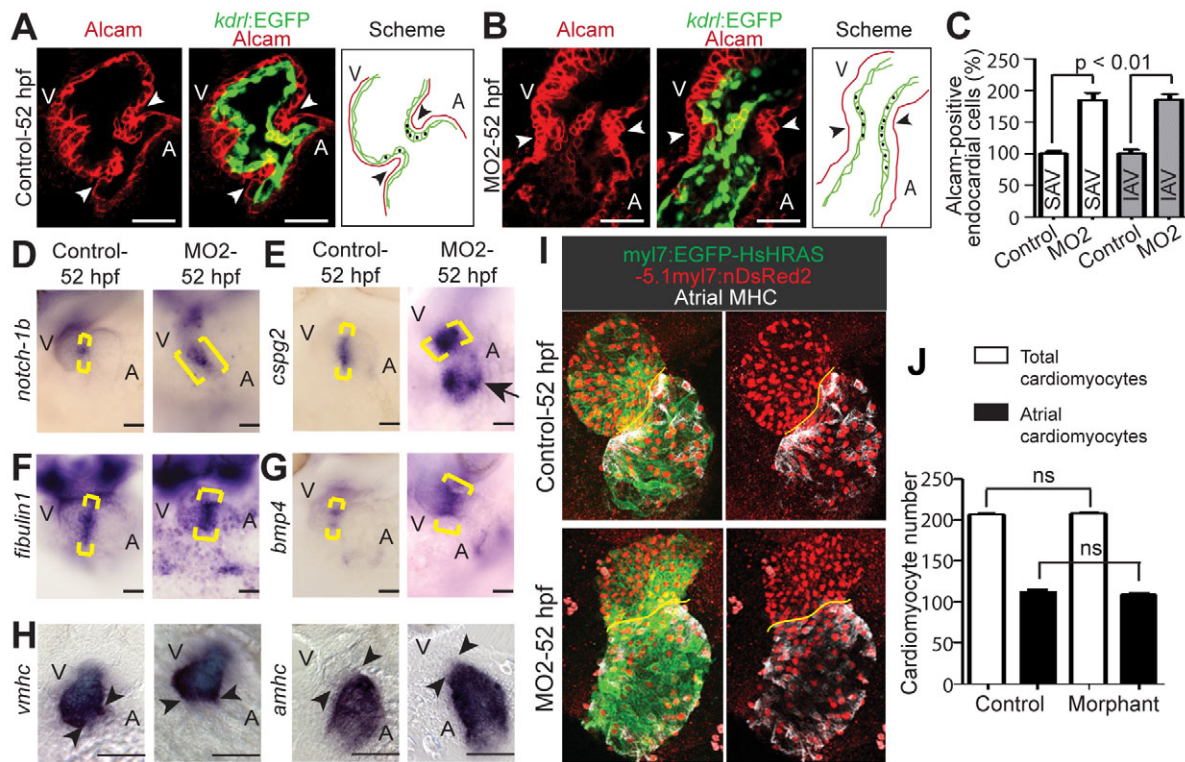 A
Alcam
kdrl:EGFP
Alcam
Scheme
Control-52 hpf
V
A
V
A
B
Alcam
kdrl:EGFP
Alcam
Scheme
MO2-52 hpf
V
A
V
A
C
p < 0.01
Alcam-positive
endocardial cells (%)
250
200
150
100
50
0
SAV
SAV
IAV
IAV
Control
MO2
Control
MO2
D
Control-
52 hpf
MO2-
52 hpf
notch-1b
V
A
E
Control-
52 hpf
MO2-
52 hpf
cspg2
V
A
A
F
fibulin1
V
A
A
G
bmp4
V
A
V
A
H
vmhc
V
A
V
A
amhc
V
A
V
A
I
myl7:EGFP-HsHRAS
-5.1myl7:nDsRed2
Atrial MHC
Control-52 hpf
MO2-52 hpf
J
Total
cardiomyocytes
Atrial
cardiomyocytes
Cardiomyocyte number
250
200
150
100
50
0
ns
ns
Control
Morphant